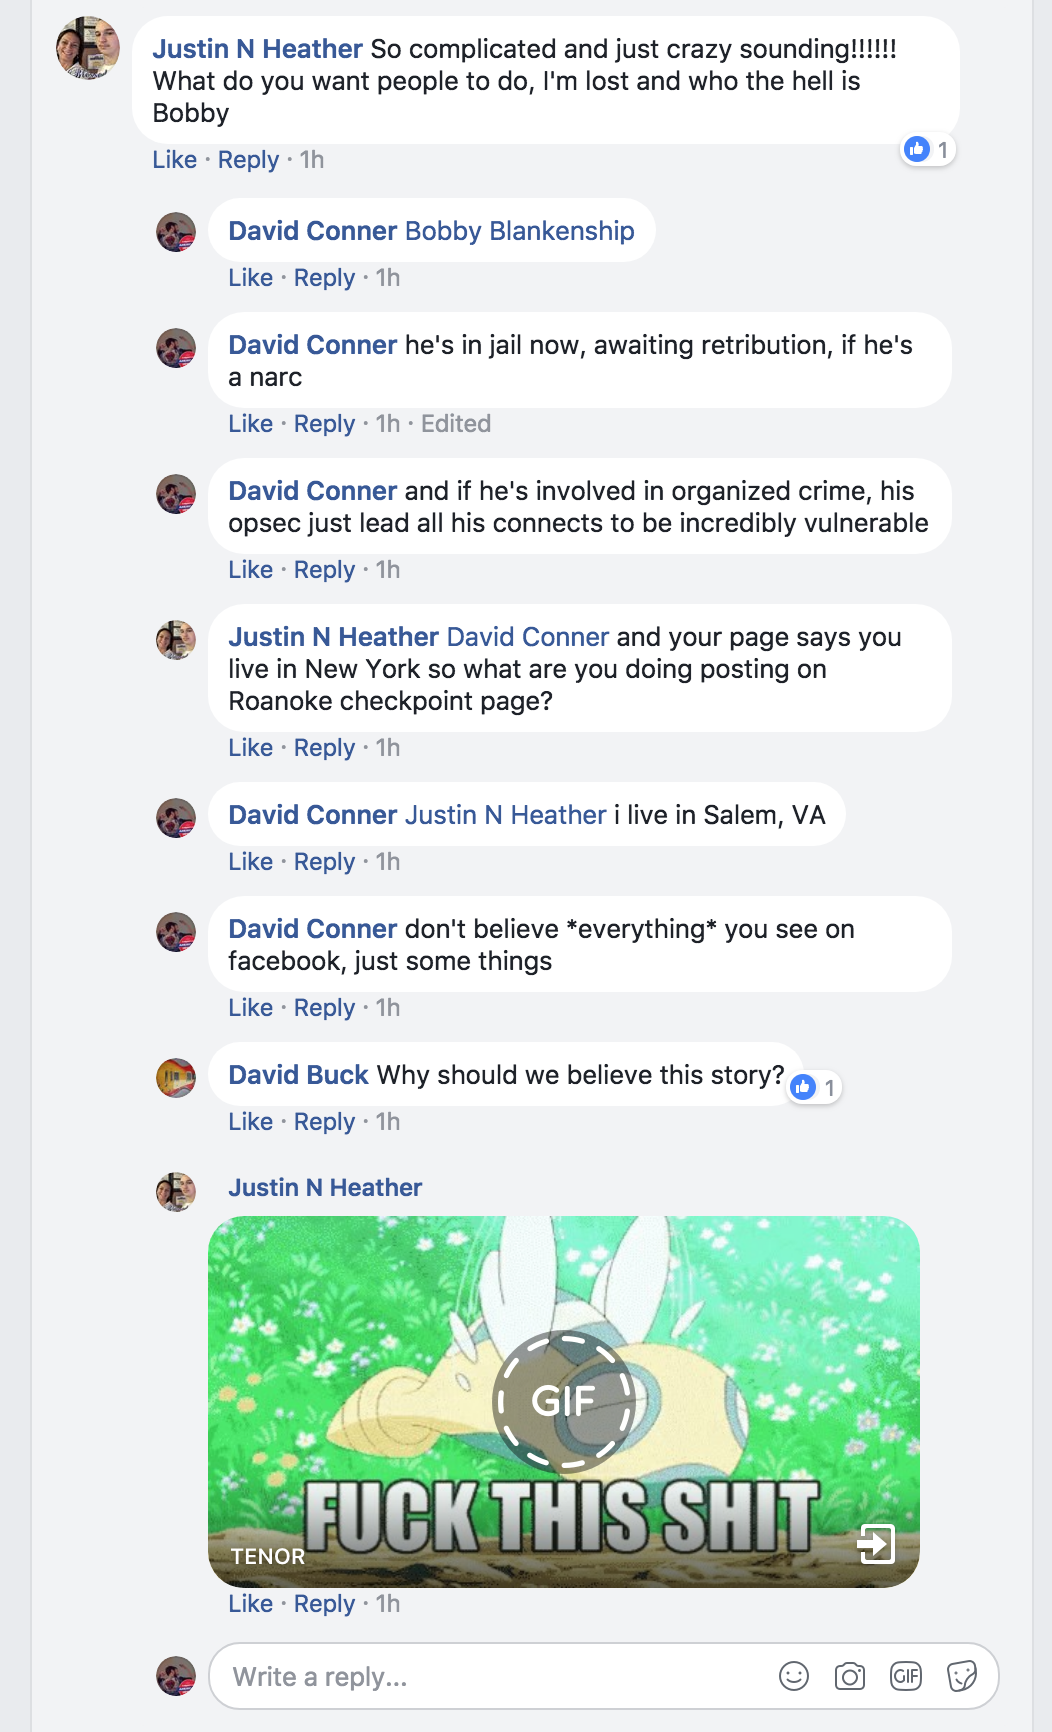 Justin N Heather So complicated and just crazy sounding!!!!!!
What do you want people to do, I'm lost and who the hell is
Bobby
Like · Reply · 1h
1
David Conner Bobby Blankenship
Like · Reply · 1h
David Conner he's in jail now, awaiting retribution, if he's
a narc
Like · Reply · 1h · Edited
David Conner and if he's involved in organized crime, his
opsec just lead all his connects to be incredibly vulnerable
Like · Reply · 1h
Justin N Heather David Conner and your page says you
live in New York so what are you doing posting on
Roanoke checkpoint page?
Like · Reply · 1h
David Conner Justin N Heather i live in Salem, VA
Like · Reply · 1h
David Conner don't believe *everything* you see on
facebook, just some things
Like · Reply · 1h
David Buck Why should we believe this story?
1
Like · Reply · 1h
Justin N Heather
GIF
FUCK THIS SHIT
TENOR
Like · Reply · 1h
Write a reply...
GIF